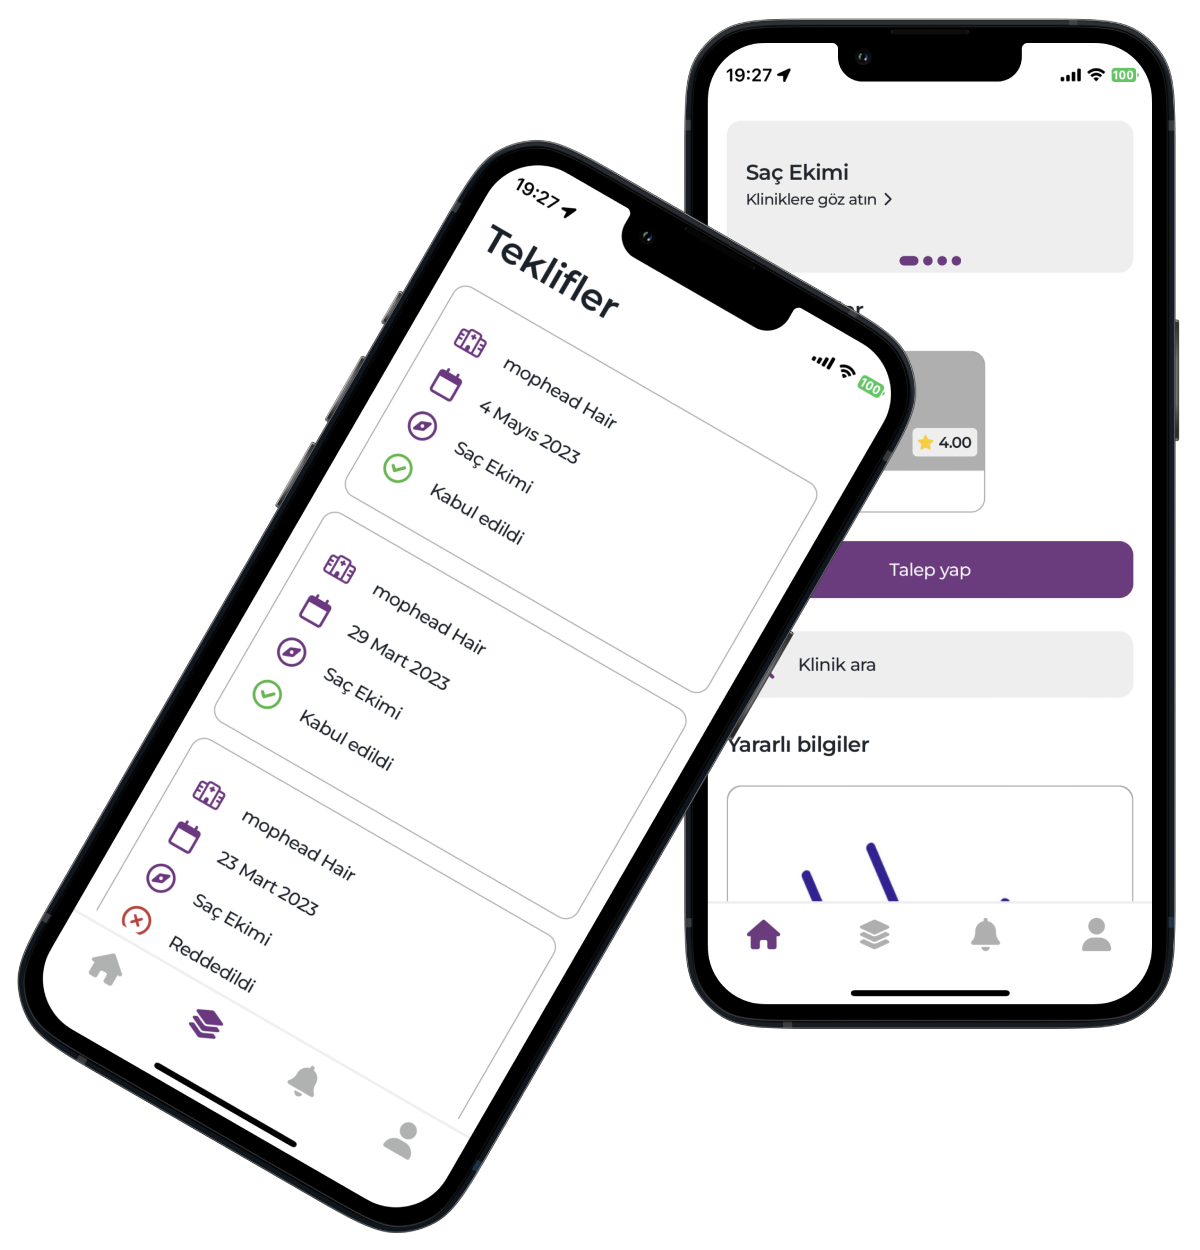 19:27
100
Teklifler
mophead Hair
4 Mayıs 2023
Saç Ekimi
Kabul edildi
mophead Hair
29 Mart 2023
Saç Ekimi
Kabul edildi
mophead Hair
23 Mart 2023
Saç Ekimi
Reddedildi
19:27
100
Saç Ekimi
Kliniklere göz atın
4.00
Talep yap
Klinik ara
Yararlı bilgiler